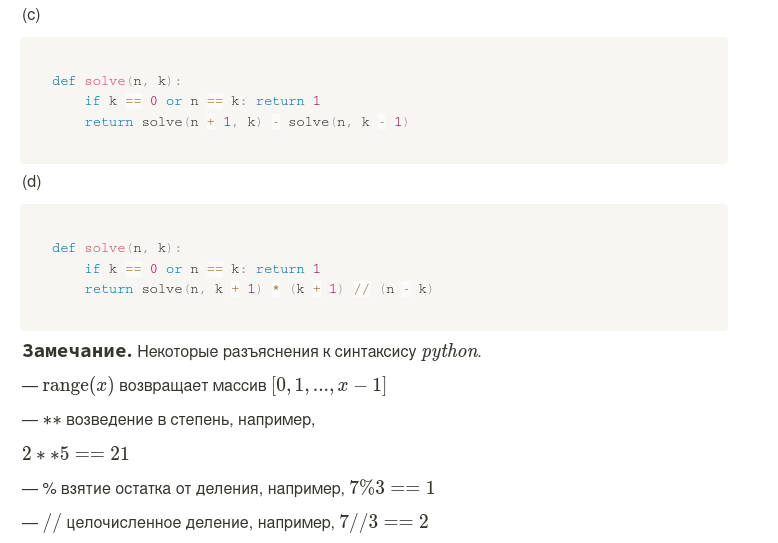 (c)
def solve(n, k):
    if k == 0 or n == k: return 1
    return solve(n + 1, k) - solve(n, k - 1)
(d)
def solve(n, k):
    if k == 0 or n == k: return 1
    return solve(n, k + 1) * (k + 1) // (n - k)
Замечание. Некоторые разъяснения к синтаксису python.
— range(x) возвращает массив [0, 1, ..., x − 1]
— ∗∗ возведение в степень, например,
2 ∗ ∗5 == 21
— % взятие остатка от деления, например, 7%3 == 1
— // целочисленное деление, например, 7//3 == 2